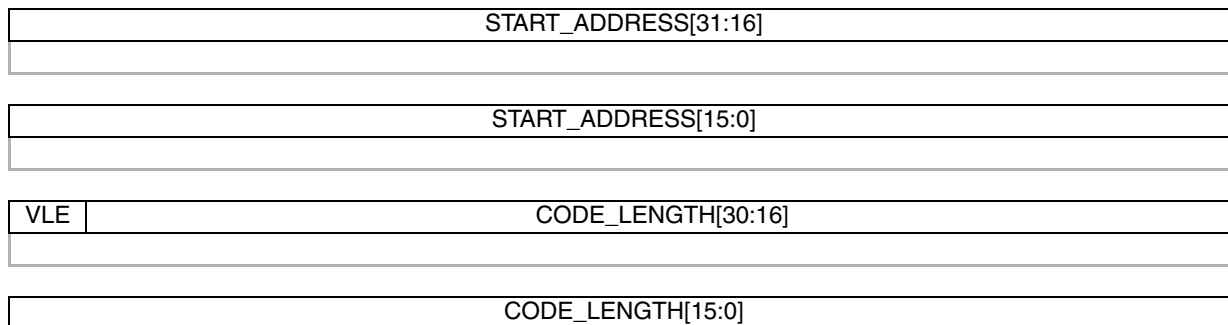 START_ADDRESS[31:16]
START_ADDRESS[15:0]
VLE CODE_LENGTH[30:16]
CODE_LENGTH[15:0]